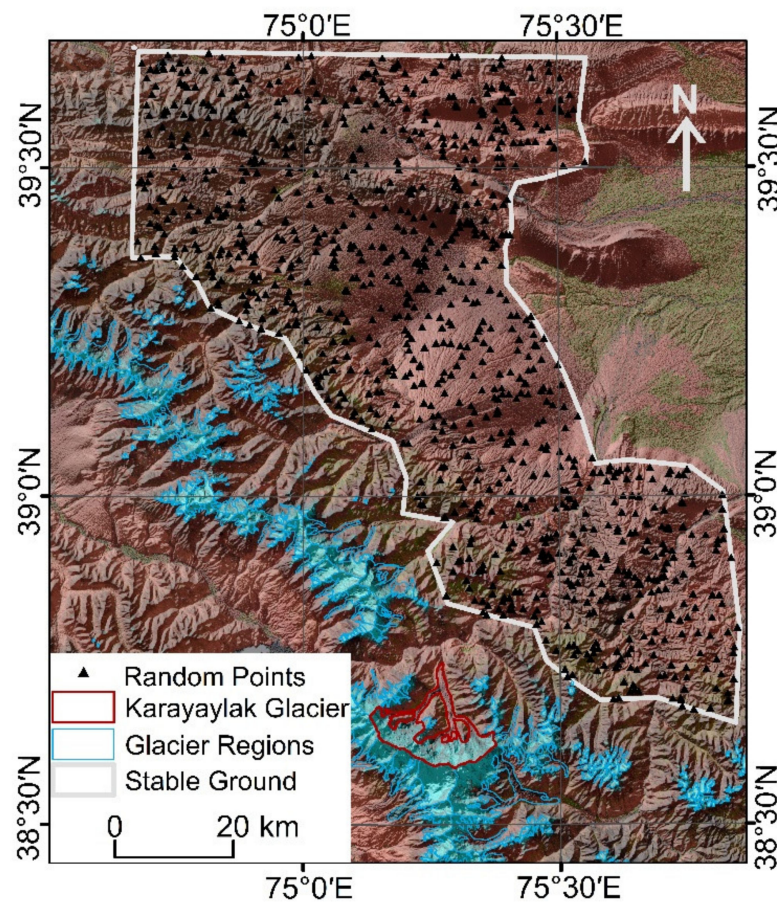 75°0′E 75°30′E
39°30′N
N
39°30′N
39°0′N
39°0′N
Random Points
Karayaylak Glacier
Glacier Regions
Stable Ground
0 20 km
38°30′N
38°30′N
75°0′E 75°30′E